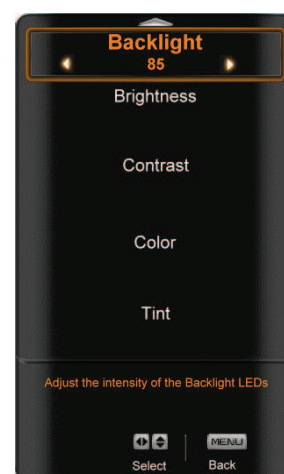 Backlight
85
Brightness
Contrast
Color
Tint
Adjust the intensity of the Backlight LEDs
MENU
Select Back